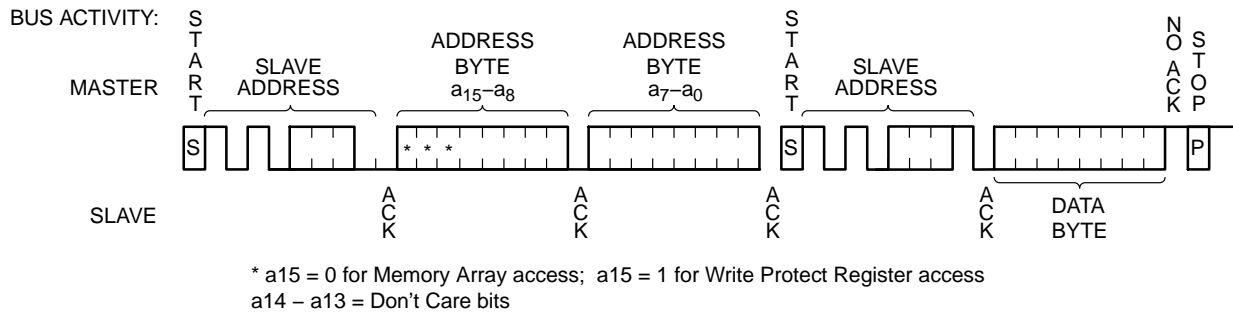 BUS ACTIVITY:
MASTER
START
SLAVE
ADDRESS
ADDRESS
BYTE
a15–a8
ADDRESS
BYTE
a7–a0
START
SLAVE
ADDRESS
NO ACK
STOP
S
* * *
S
P
SLAVE
ACK
ACK
ACK
ACK
DATA
BYTE
* a15 = 0 for Memory Array access; a15 = 1 for Write Protect Register access
a14 – a13 = Don't Care bits